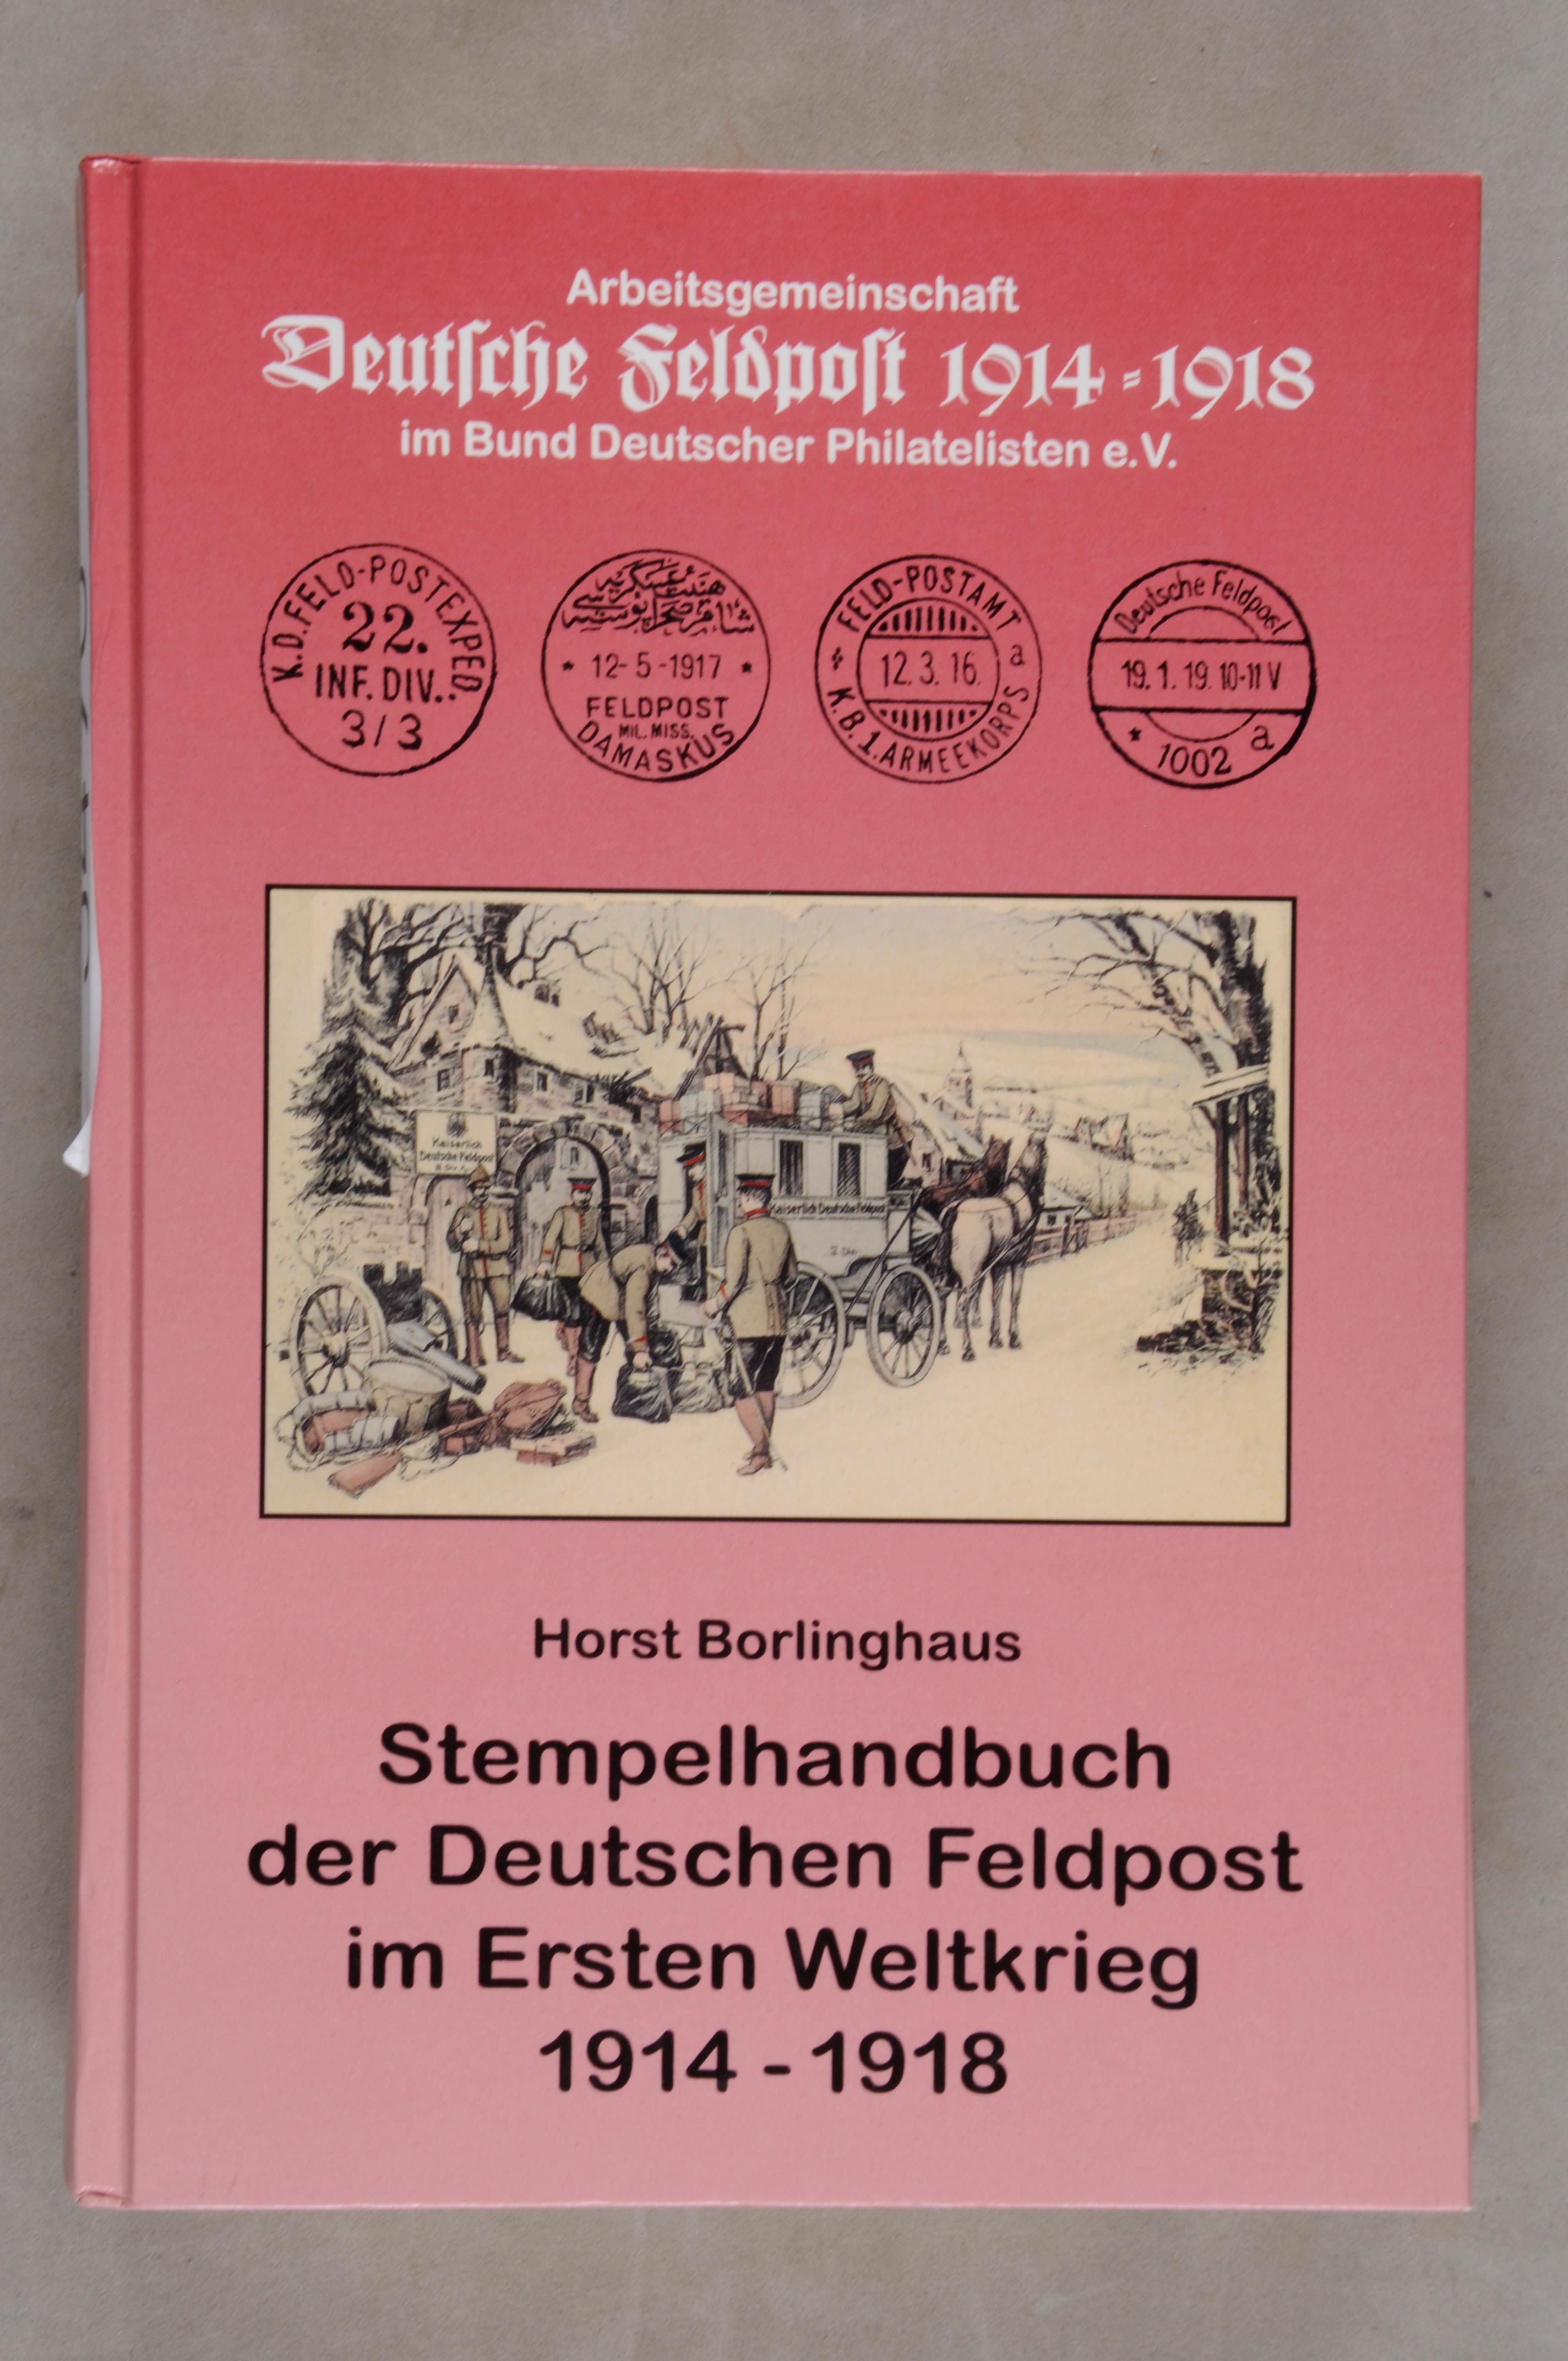 Arbeitsgemeinschaft
Deutſche Feldpoſt 1914-1918
im Bund Deutscher Philatelisten e.V.
K.D.FELD-POSTEXPED
22.
INF. DIV..
3/3
* 12-5-1917 *
FELDPOST
MIL. MISS.
DAMASKUS
FELD-POSTAMT
12.3.16.
a
K.B.1.ARMEEKORPS
Deutsche Feldpost
19.1.19.10-11 V
* 1002 a
Kaiserlich
Deutsche Feldpost
Kaiserlich Deutsche Feldpost
Horst Borlinghaus
Stempelhandbuch
der Deutschen Feldpost
im Ersten Weltkrieg
1914 - 1918